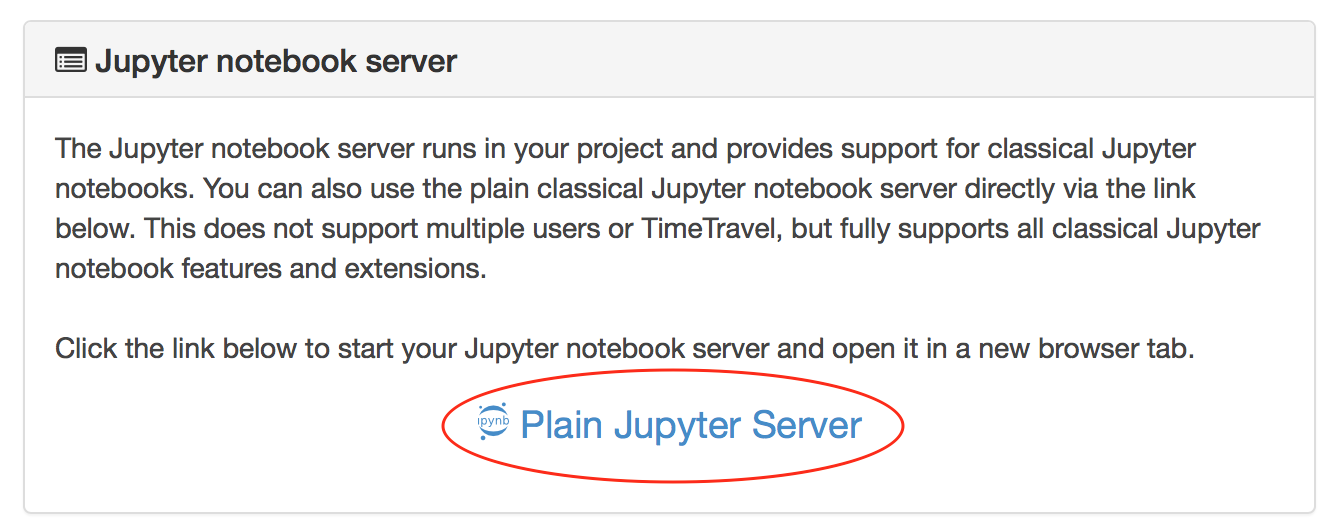 Jupyter notebook server
The Jupyter notebook server runs in your project and provides support for classical Jupyter
notebooks. You can also use the plain classical Jupyter notebook server directly via the link
below. This does not support multiple users or TimeTravel, but fully supports all classical Jupyter
notebook features and extensions.
Click the link below to start your Jupyter notebook server and open it in a new browser tab.
ipynb Plain Jupyter Server